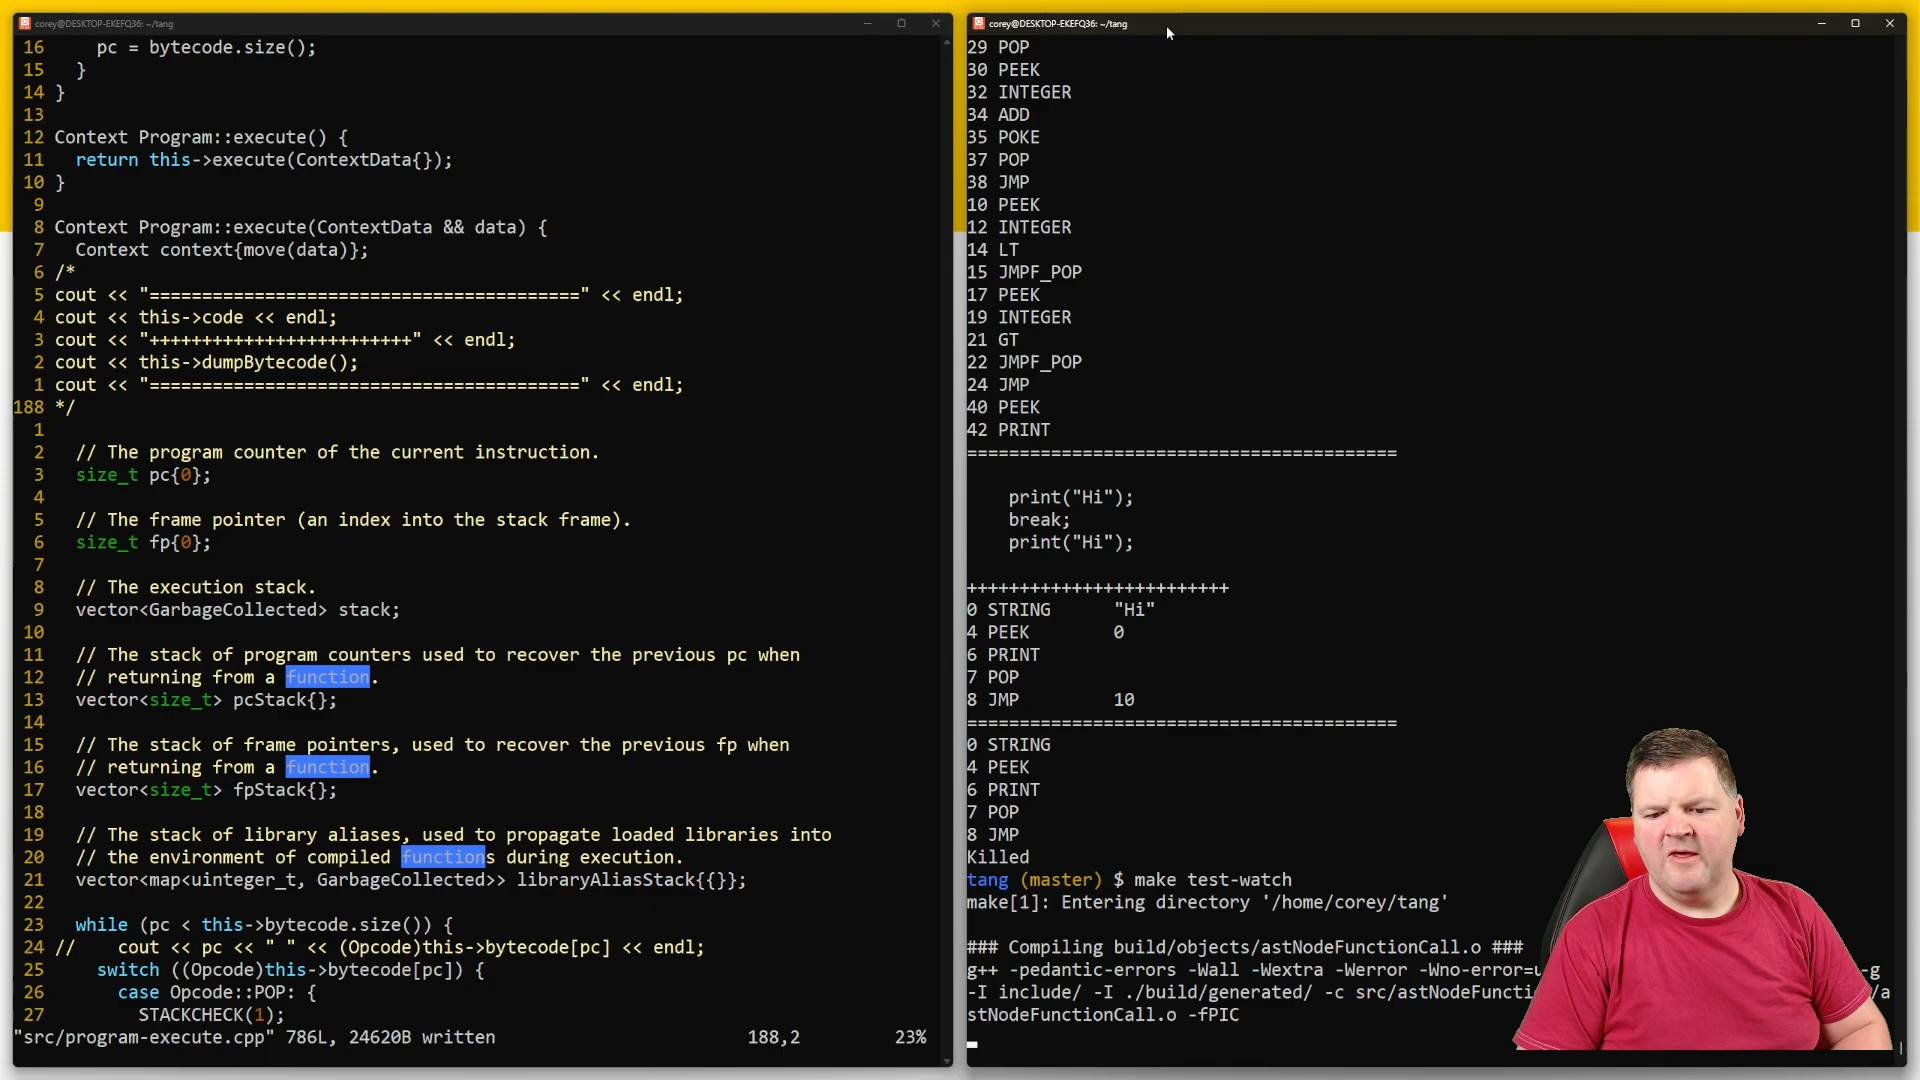 corey@DESKTOP-EKEFQ36: ~/tang
16     pc = bytecode.size();
15   }
14 }
13
12 Context Program::execute() {
11   return this->execute(ContextData{});
10 }
9
8 Context Program::execute(ContextData && data) {
7   Context context{move(data)};
6 /*
5 cout << "=========================================" << endl;
4 cout << this->code << endl;
3 cout << "+++++++++++++++++++++++++" << endl;
2 cout << this->dumpBytecode();
1 cout << "=========================================" << endl;
188 */
1
2   // The program counter of the current instruction.
3   size_t pc{0};
4
5   // The frame pointer (an index into the stack frame).
6   size_t fp{0};
7
8   // The execution stack.
9   vector<GarbageCollected> stack;
10
11   // The stack of program counters used to recover the previous pc when
12   // returning from a function.
13   vector<size_t> pcStack{};
14
15   // The stack of frame pointers, used to recover the previous fp when
16   // returning from a function.
17   vector<size_t> fpStack{};
18
19   // The stack of library aliases, used to propagate loaded libraries into
20   // the environment of compiled functions during execution.
21   vector<map<uinteger_t, GarbageCollected>> libraryAliasStack{{}};
22
23   while (pc < this->bytecode.size()) {
24 //    cout << pc << " " << (Opcode)this->bytecode[pc] << endl;
25     switch ((Opcode)this->bytecode[pc]) {
26       case Opcode::POP: {
27         STACKCHECK(1);
"src/program-execute.cpp" 786L, 24620B written 188,2 23%
corey@DESKTOP-EKEFQ36: ~/tang
29 POP
30 PEEK
32 INTEGER
34 ADD
35 POKE
37 POP
38 JMP
10 PEEK
12 INTEGER
14 LT
15 JMPF_POP
17 PEEK
19 INTEGER
21 GT
22 JMPF_POP
24 JMP
40 PEEK
42 PRINT
=========================================
print("Hi");
break;
print("Hi");
+++++++++++++++++++++++++
0 STRING      "Hi"
4 PEEK        0
6 PRINT
7 POP
8 JMP         10
=========================================
0 STRING
4 PEEK
6 PRINT
7 POP
8 JMP
Killed
tang (master) $ make test-watch
make[1]: Entering directory '/home/corey/tang'
### Compiling build/objects/astNodeFunctionCall.o ###
g++ -pedantic-errors -Wall -Wextra -Werror -Wno-error= -g
-I include/ -I ./build/generated/ -c src/astNodeFuncti /a
stNodeFunctionCall.o -fPIC